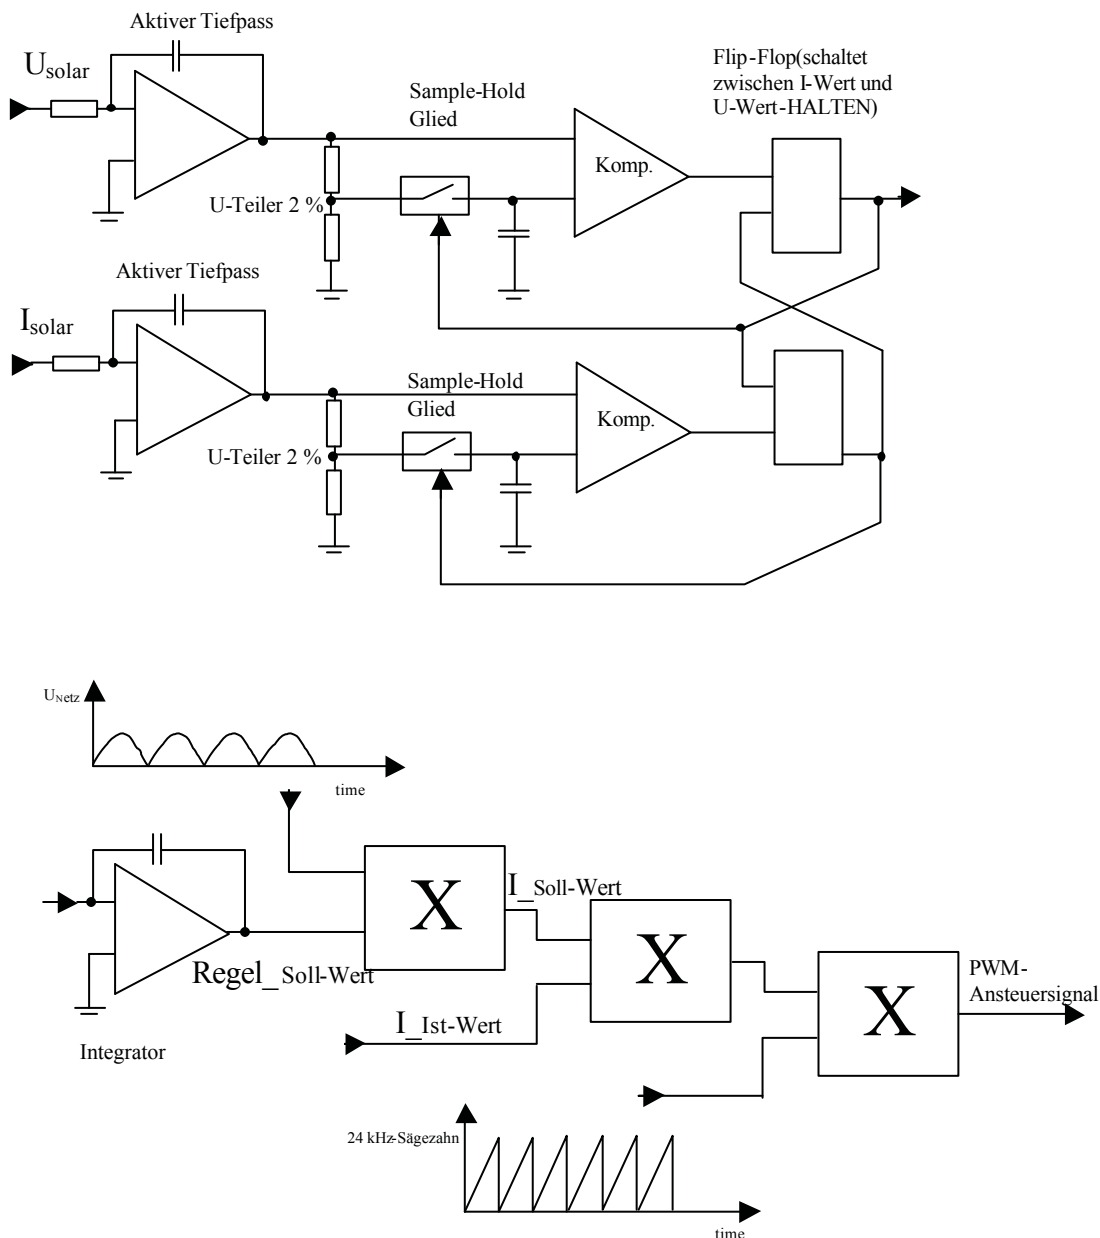 Aktiver Tiefpass
Usolar
Flip-Flop(schaltet
zwischen I-Wert und
U-Wert-HALTEN)
Sample-Hold
Glied
Komp.
U-Teiler 2 %
Aktiver Tiefpass
Isolar
Sample-Hold
Glied
Komp.
U-Teiler 2 %
UNetz
time
X
I_Soll-Wert
X
Regel_Soll-Wert
X
PWM-
Ansteuersignal
I_Ist-Wert
Integrator
24 kHz-Sägezahn
time